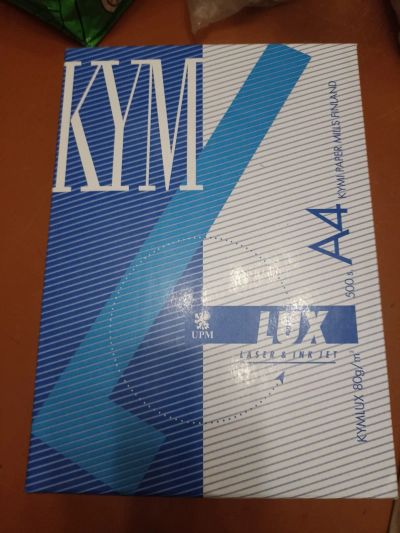 KYM
UPM
LUX
LASER & INK JET
KYMLUX 80g/m²
500 s.
A4
KYMI PAPER MILLS FINLAND